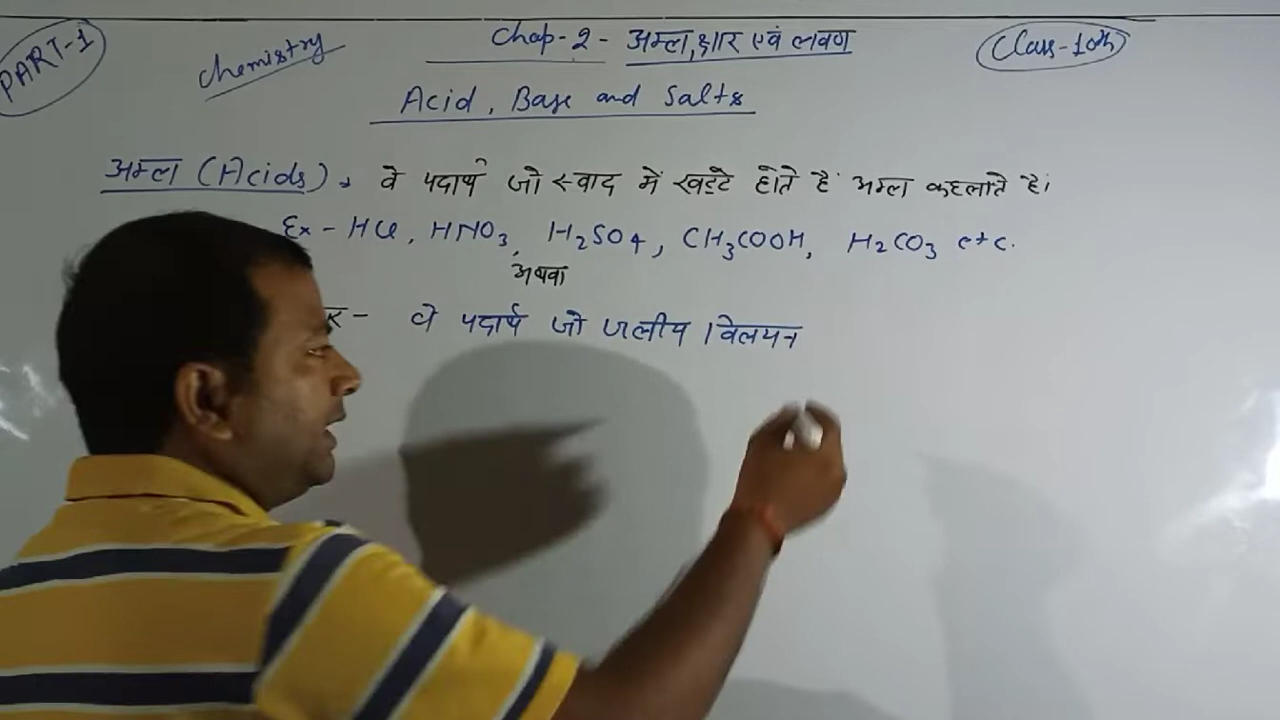 PART-1
Chemistry
Chap-2- अम्ल,क्षार एवं लवण
Class-10th
Acid, Base and Salts
अम्ल (Acids) वे पदार्थ जो स्वाद में खट्टे होते हैं अम्ल कहलाते है।
Ex - HCl, HNO3, H2SO4, CH3COOH, H2CO3 etc.
अथवा
वे पदार्थ जो जलीय विलयन